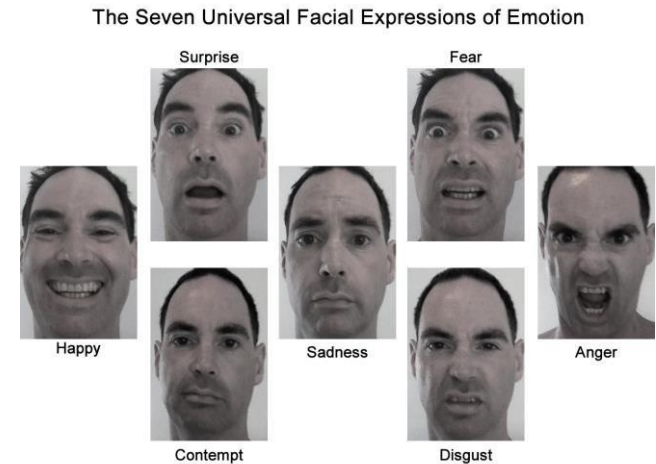 The Seven Universal Facial Expressions of Emotion
Surprise
Fear
Happy
Sadness
Anger
Contempt
Disgust